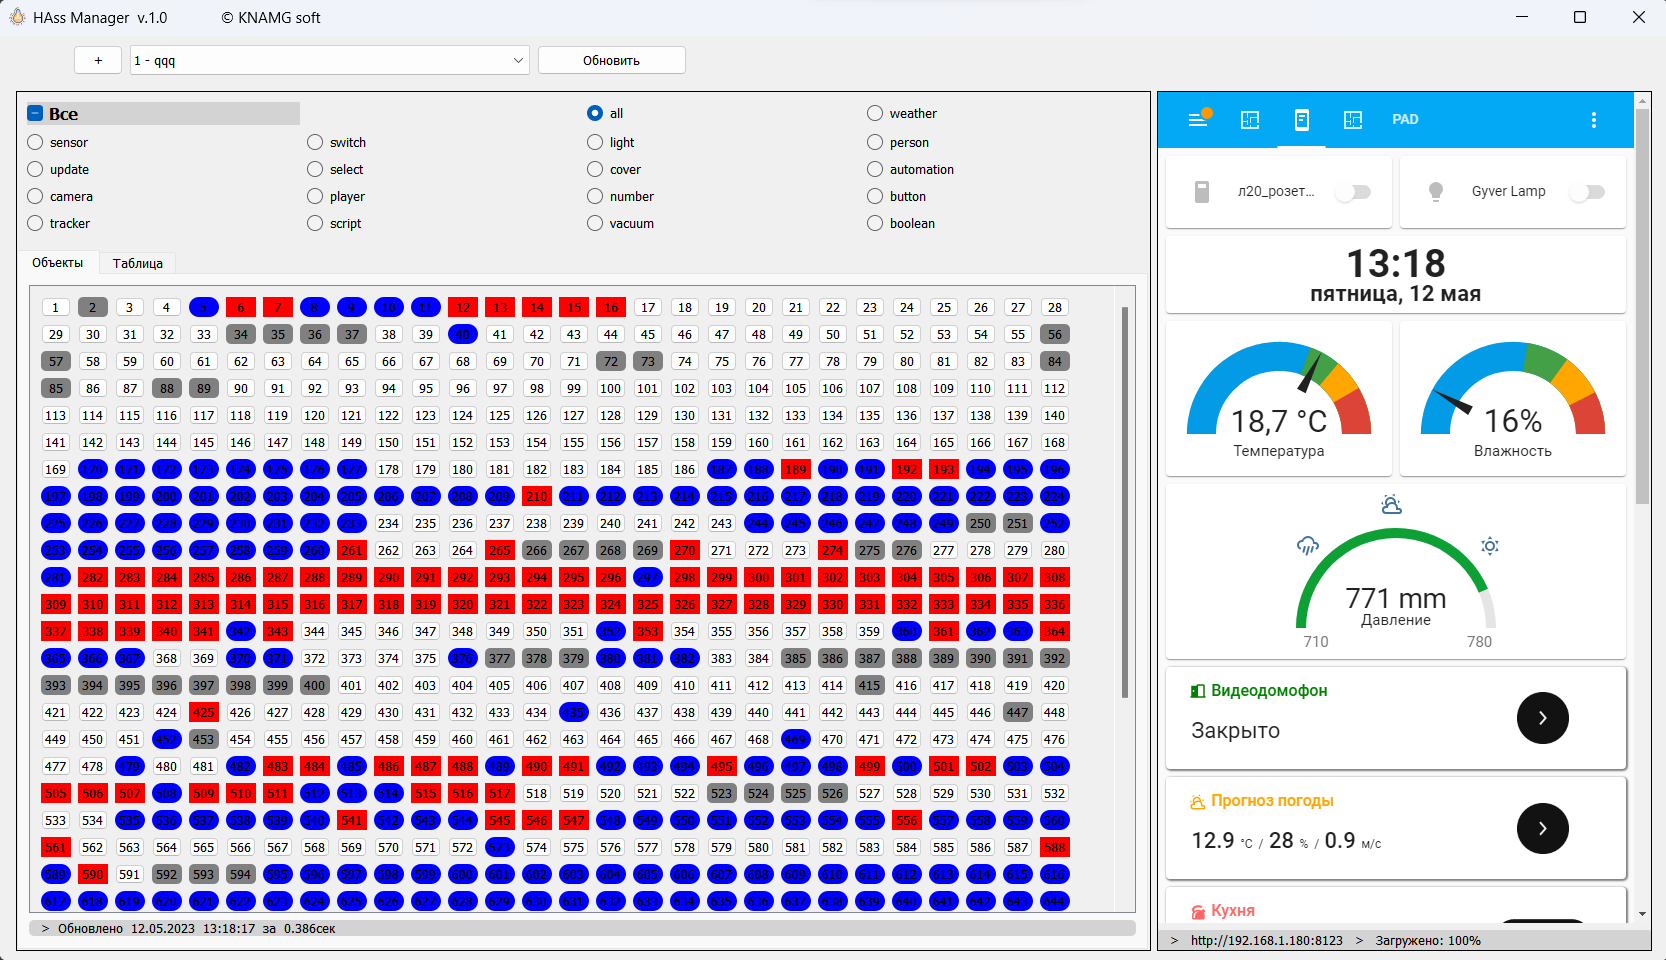 HAss Manager v.1.0 © KNAMG soft
+ 1 - qqq Обновить
Все all weather
sensor switch light person
update select cover automation
camera player number button
tracker script vacuum boolean
Объекты Таблица
1 2 3 4 5 6 7 8 9 10 11 12 13 14 15 16 17 18 19 20 21 22 23 24 25 26 27 28
29 30 31 32 33 34 35 36 37 38 39 40 41 42 43 44 45 46 47 48 49 50 51 52 53 54 55 56
57 58 59 60 61 62 63 64 65 66 67 68 69 70 71 72 73 74 75 76 77 78 79 80 81 82 83 84
85 86 87 88 89 90 91 92 93 94 95 96 97 98 99 100 101 102 103 104 105 106 107 108 109 110 111 112
113 114 115 116 117 118 119 120 121 122 123 124 125 126 127 128 129 130 131 132 133 134 135 136 137 138 139 140
141 142 143 144 145 146 147 148 149 150 151 152 153 154 155 156 157 158 159 160 161 162 163 164 165 166 167 168
169 170 171 172 173 174 175 176 177 178 179 180 181 182 183 184 185 186 187 188 189 190 191 192 193 194 195 196
197 198 199 200 201 202 203 204 205 206 207 208 209 210 211 212 213 214 215 216 217 218 219 220 221 222 223 224
225 226 227 228 229 230 231 232 233 234 235 236 237 238 239 240 241 242 243 244 245 246 247 248 249 250 251 252
253 254 255 256 257 258 259 260 261 262 263 264 265 266 267 268 269 270 271 272 273 274 275 276 277 278 279 280
281 282 283 284 285 286 287 288 289 290 291 292 293 294 295 296 297 298 299 300 301 302 303 304 305 306 307 308
309 310 311 312 313 314 315 316 317 318 319 320 321 322 323 324 325 326 327 328 329 330 331 332 333 334 335 336
337 338 339 340 341 342 343 344 345 346 347 348 349 350 351 352 353 354 355 356 357 358 359 360 361 362 363 364
365 366 367 368 369 370 371 372 373 374 375 376 377 378 379 380 381 382 383 384 385 386 387 388 389 390 391 392
393 394 395 396 397 398 399 400 401 402 403 404 405 406 407 408 409 410 411 412 413 414 415 416 417 418 419 420
421 422 423 424 425 426 427 428 429 430 431 432 433 434 435 436 437 438 439 440 441 442 443 444 445 446 447 448
449 450 451 452 453 454 455 456 457 458 459 460 461 462 463 464 465 466 467 468 469 470 471 472 473 474 475 476
477 478 479 480 481 482 483 484 485 486 487 488 489 490 491 492 493 494 495 496 497 498 499 500 501 502 503 504
505 506 507 508 509 510 511 512 513 514 515 516 517 518 519 520 521 522 523 524 525 526 527 528 529 530 531 532
533 534 535 536 537 538 539 540 541 542 543 544 545 546 547 548 549 550 551 552 553 554 555 556 557 558 559 560
561 562 563 564 565 566 567 568 569 570 571 572 573 574 575 576 577 578 579 580 581 582 583 584 585 586 587 588
589 590 591 592 593 594 595 596 597 598 599 600 601 602 603 604 605 606 607 608 609 610 611 612 613 614 615 616
617 618 619 620 621 622 623 624 625 626 627 628 629 630 631 632 633 634 635 636 637 638 639 640 641 642 643 644
> Обновлено 12.05.2023 13:18:17 за 0.386сек
PAD
л20_розет... Gyver Lamp
13:18
пятница, 12 мая
18,7 °C 16%
Температура Влажность
771 mm
Давление
710 780
Видеодомофон
Закрыто
Прогноз погоды
12.9 °C / 28 % / 0.9 м/с
Кухня
> http://192.168.1.180:8123 > Загружено: 100%